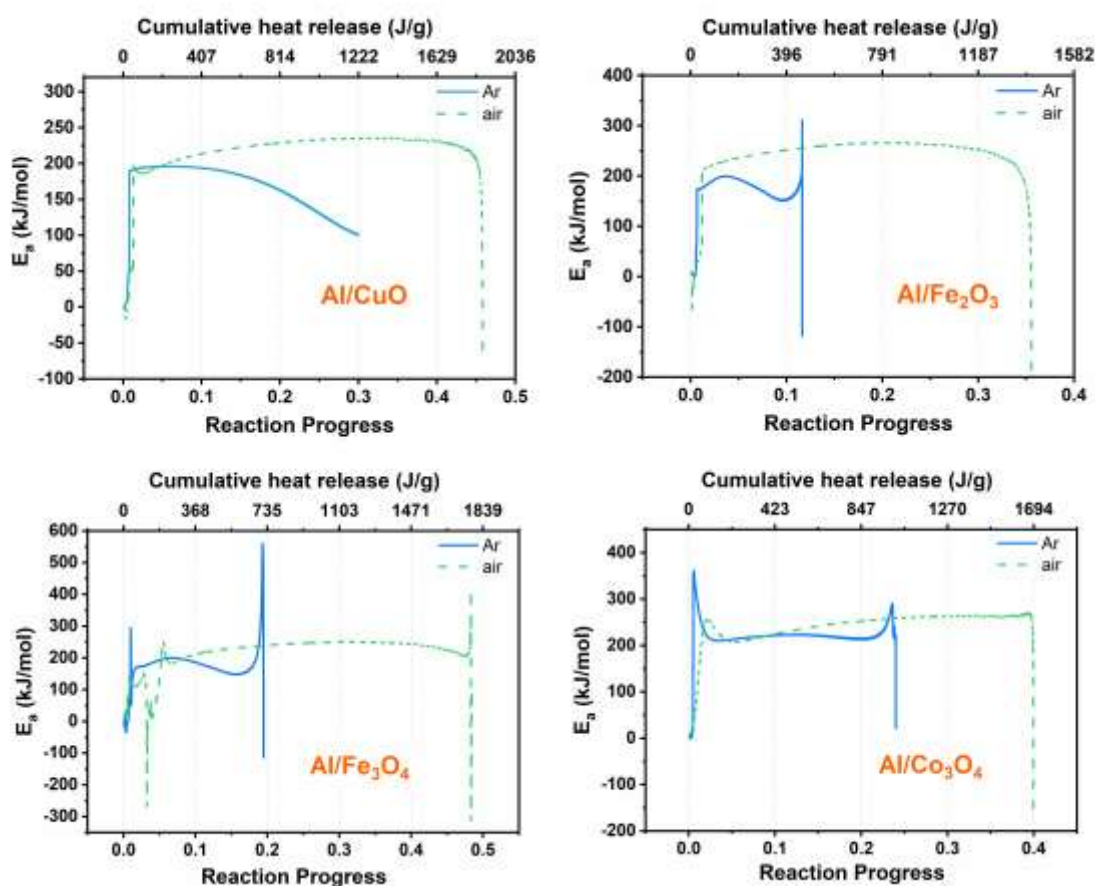 Cumulative heat release (J/g)
0 407 814 1222 1629 2036
300
250
200
150
100
50
0
-50
-100
E_a (kJ/mol)
Ar
air
Al/CuO
0.0 0.1 0.2 0.3 0.4 0.5
Reaction Progress
Cumulative heat release (J/g)
0 396 791 1187 1582
400
300
200
100
0
-100
-200
E_a (kJ/mol)
Ar
air
Al/Fe₂O₃
0.0 0.1 0.2 0.3 0.4
Reaction Progress
Cumulative heat release (J/g)
0 368 735 1103 1471 1839
600
500
400
300
200
100
0
-100
-200
-300
E_a (kJ/mol)
Ar
air
Al/Fe₃O₄
0.0 0.1 0.2 0.3 0.4 0.5
Reaction Progress
Cumulative heat release (J/g)
0 423 847 1270 1694
400
300
200
100
0
-100
-200
E_a (kJ/mol)
Ar
air
Al/Co₃O₄
0.0 0.1 0.2 0.3 0.4
Reaction Progress